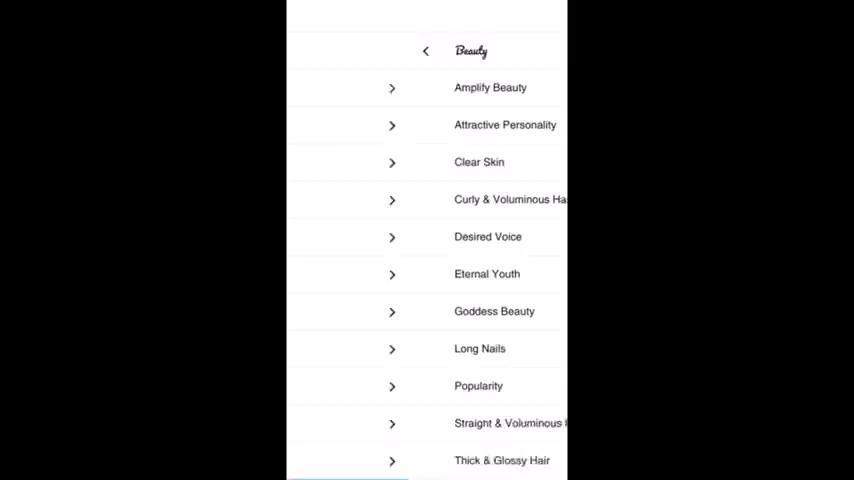 Beauty
Amplify Beauty
Attractive Personality
Clear Skin
Curly & Voluminous Ha
Desired Voice
Eternal Youth
Goddess Beauty
Long Nails
Popularity
Straight & Voluminous
Thick & Glossy Hair